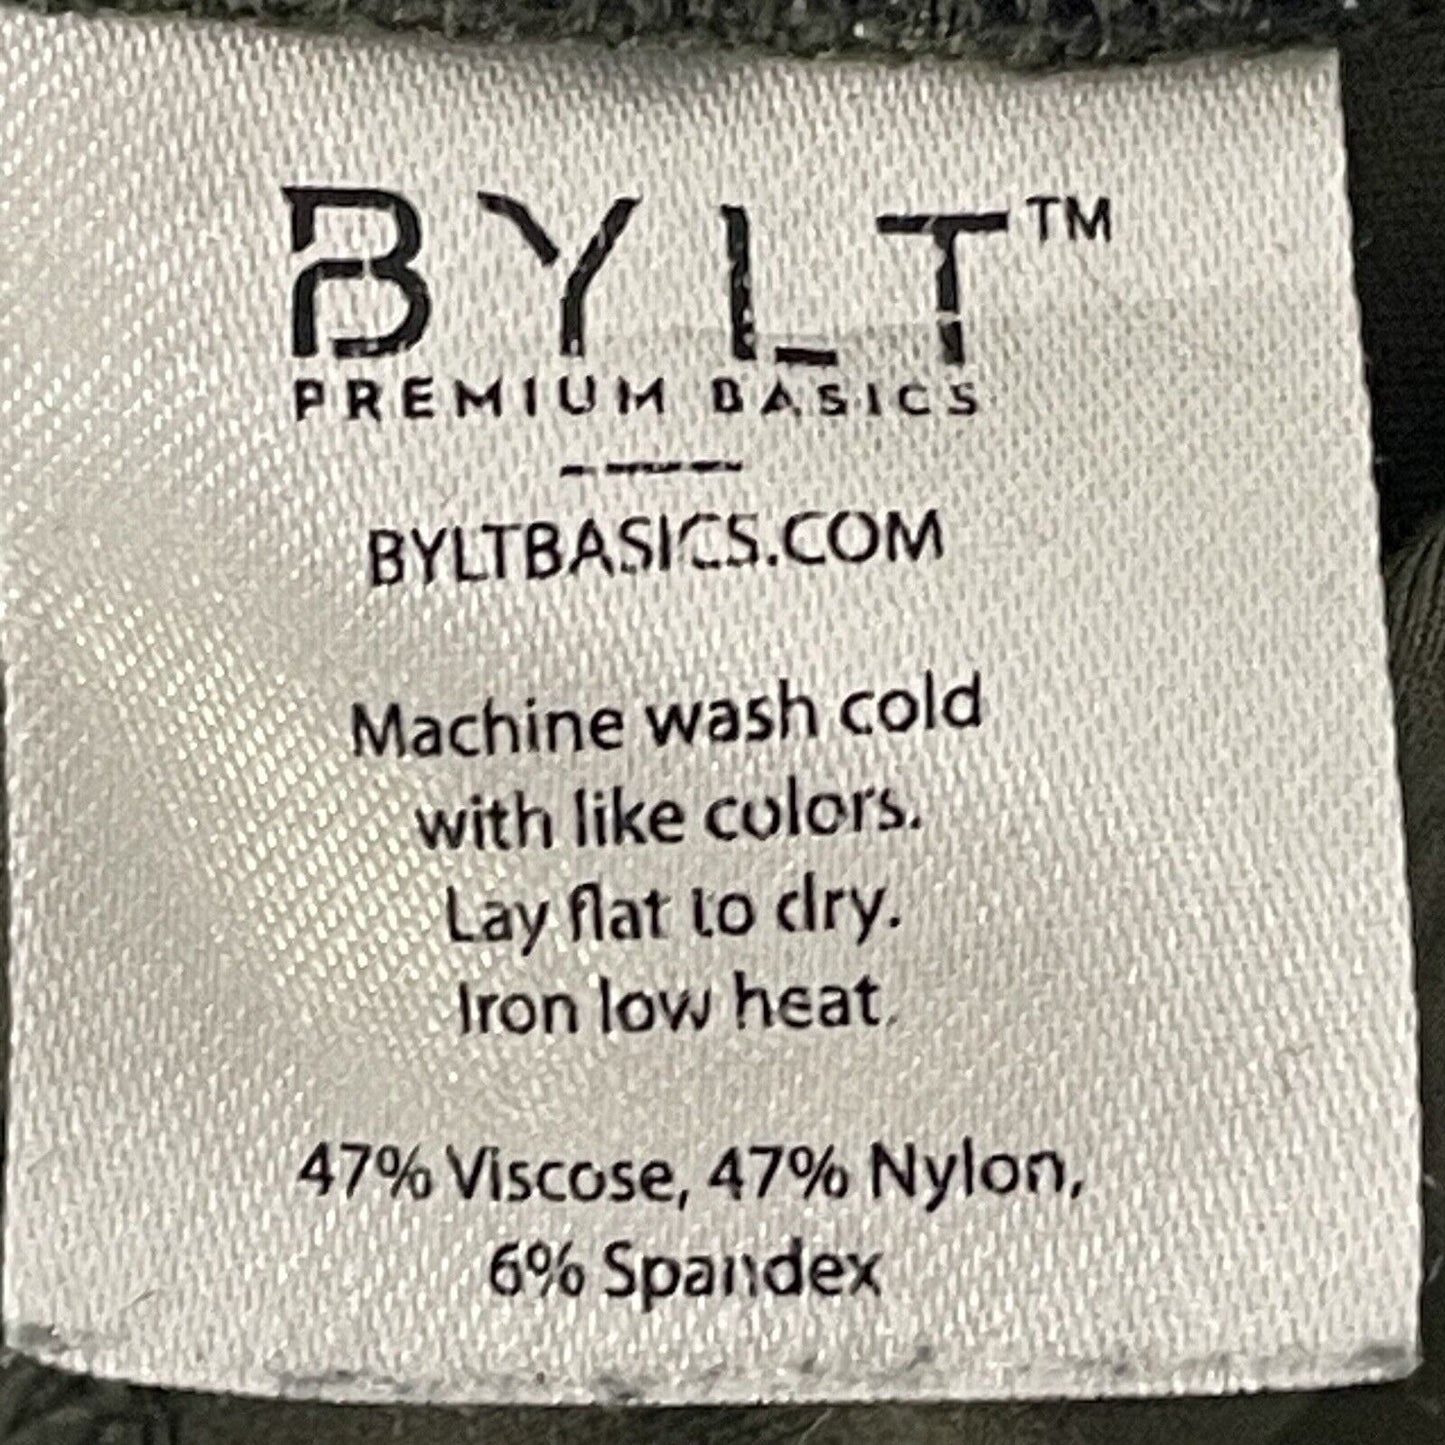 BYLT™
PREMIUM BASICS
BYLTBASICS.COM
Machine wash cold
with like colors.
Lay flat to dry.
Iron low heat.
47% Viscose, 47% Nylon,
6% Spandex